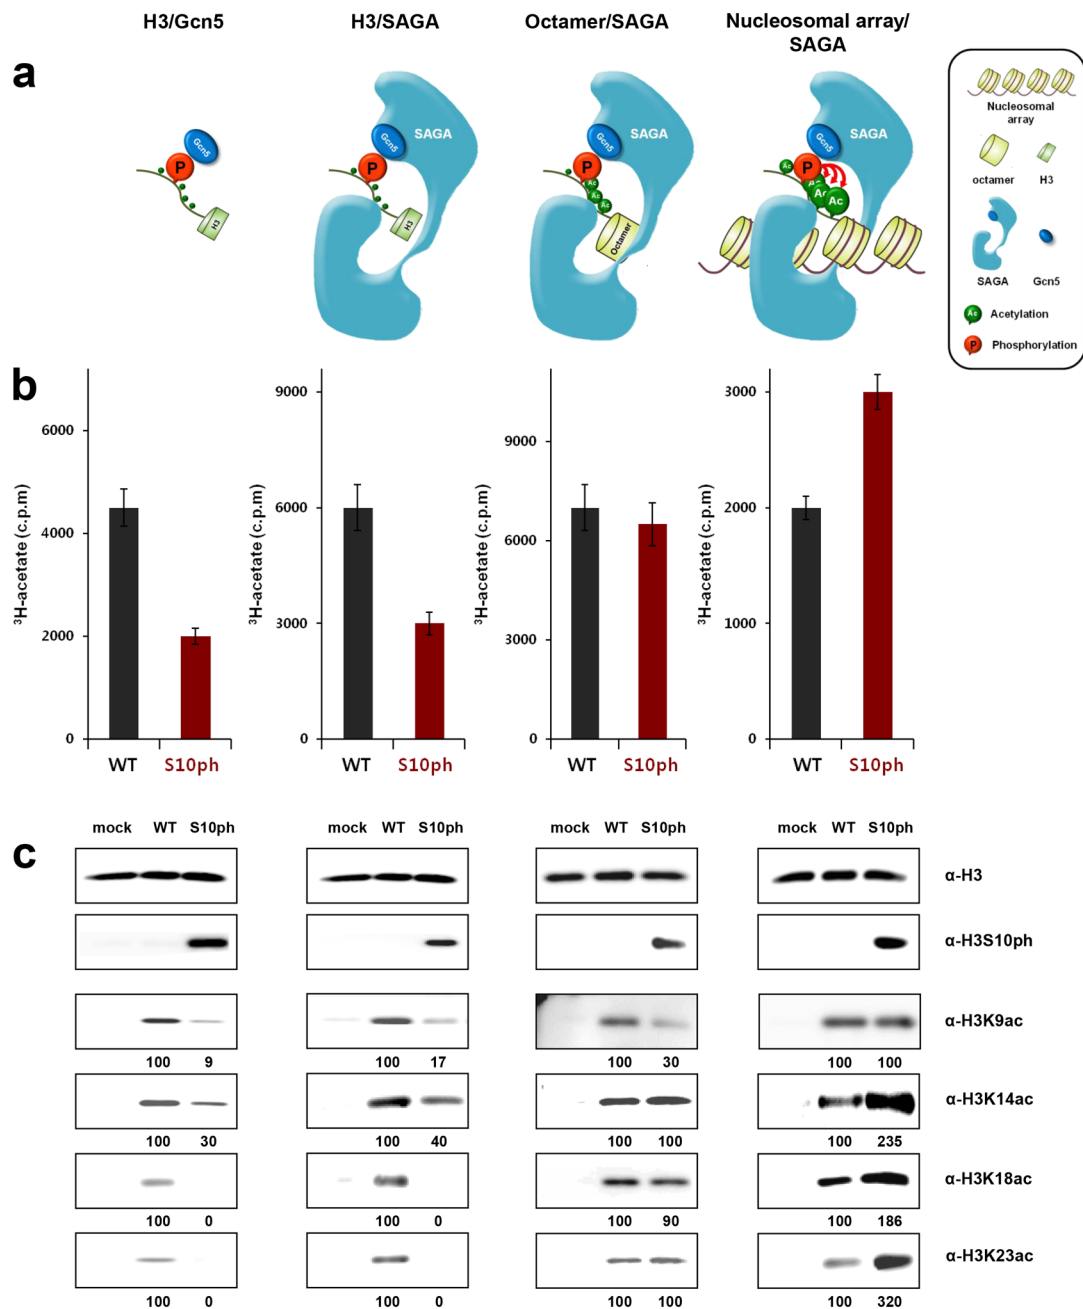 H3/Gcn5 H3/SAGA Octamer/SAGA Nucleosomal array/
SAGA
a
Gcn5
P
H3
SAGA
Gcn5
P
H3
SAGA
Gcn5
P
Ac
Ac
Ac
Octamer
SAGA
Gcn5
P
Ac
Ac
Ac
Ac
Nucleosomal
array
octamer H3
SAGA Gcn5
Ac Acetylation
P Phosphorylation
b
³H-acetate (c.p.m)
6000
4000
2000
0
WT S10ph
³H-acetate (c.p.m)
9000
6000
3000
0
WT S10ph
³H-acetate (c.p.m)
9000
6000
3000
0
WT S10ph
³H-acetate (c.p.m)
3000
2000
1000
0
WT S10ph
c
mock WT S10ph mock WT S10ph mock WT S10ph mock WT S10ph
α-H3
α-H3S10ph
α-H3K9ac
100 9 100 17 100 30 100 100
α-H3K14ac
100 30 100 40 100 100 100 235
α-H3K18ac
100 0 100 0 100 90 100 186
α-H3K23ac
100 0 100 0 100 100 100 320